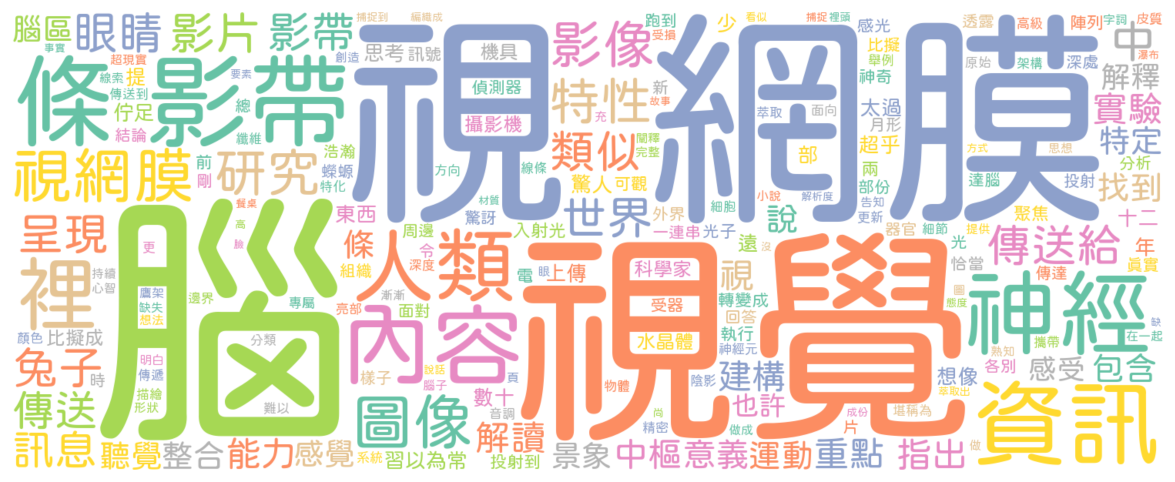 腦區 眼睛 影片 影帶
事實
條影帶
超現實
線索 提
要素
傳送到 佇足 總
結論 纖維
視網膜
前
剛
研究
捕捉到 編織成
思考 訊號
創造
浩瀚
蠑螈
特化
視網膜
機具
偵測器
攝影機
方向 線條
跑到 少 看似 捕捉 裡頭
受損
影像
感光
比擬
舉例
神奇
特性 新
故事
充
萃取 面向
類似 闡釋
完整
部
太過
月形
超乎
兩
透露 高級
原始 架構
陣列 字詞
深處
皮質
瀑布
中
解釋
實驗
特定
方式 思想
分析
達腦 投射 找到
呈現
餐桌
高
臉
更
腦
東西
周邊
令
材質
驚訝
入射光
驚人 可觀
世界
外界 細胞
一連串 光子
小說 解析度
告知
更新
部份
說
遠
器官 細節
光
提供
聚焦
十二
年
裡
持續
心智
鷹架
缺失
想法
邊界
顏色 比擬成
專屬
條
組織
亮部
人類
深度
漸漸
面對
電 眼 上傳
科學家
受器
水晶體
視
轉變成
回答
神經元
執行
視覺
沒
恰當
圖
態度
傳達
傳送給
眞實
神經
缺
在一起
攜帶
熟知
各別
兔子
時
明白
傳遞
描繪
形狀
分類
難以
內容
樣子 說話
腦子
頁
數十
物體
陰影
建構
也許
想像
感受 包含
傳送
圖像
音調
解讀
尚
精密
做成
成份
片
堪稱為
萃取出
做
資訊
訊息 聽覺 整合 能力 感覺
系統
習以為常
投射到
景象 中樞 意義 運動 重點 指出